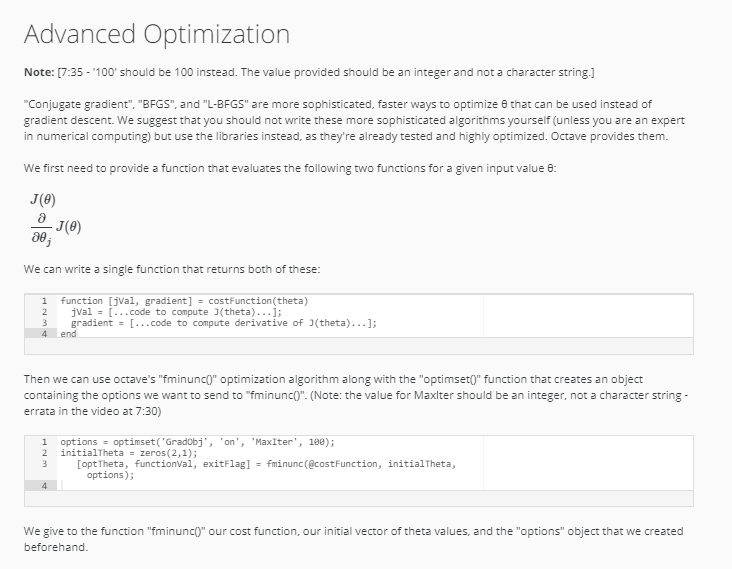 Advanced Optimization
Note: [7:35 - '100' should be 100 instead. The value provided should be an integer and not a character string.]
"Conjugate gradient", "BFGS", and "L-BFGS" are more sophisticated, faster ways to optimize θ that can be used instead of
gradient descent. We suggest that you should not write these more sophisticated algorithms yourself (unless you are an expert
in numerical computing) but use the libraries instead, as they're already tested and highly optimized. Octave provides them.
We first need to provide a function that evaluates the following two functions for a given input value θ:
J(θ)
∂/∂θ_j J(θ)
We can write a single function that returns both of these:
1 function [jVal, gradient] = costFunction(theta)
2   jVal = [...code to compute J(theta)...];
3   gradient = [...code to compute derivative of J(theta)...];
4 end
Then we can use octave's "fminunc()" optimization algorithm along with the "optimset()" function that creates an object
containing the options we want to send to "fminunc()". (Note: the value for MaxIter should be an integer, not a character string -
errata in the video at 7:30)
1 options = optimset('GradObj', 'on', 'MaxIter', 100);
2 initialTheta = zeros(2,1);
3    [optTheta, functionVal, exitFlag] = fminunc(@costFunction, initialTheta,
options);
4
We give to the function "fminunc()" our cost function, our initial vector of theta values, and the "options" object that we created
beforehand.